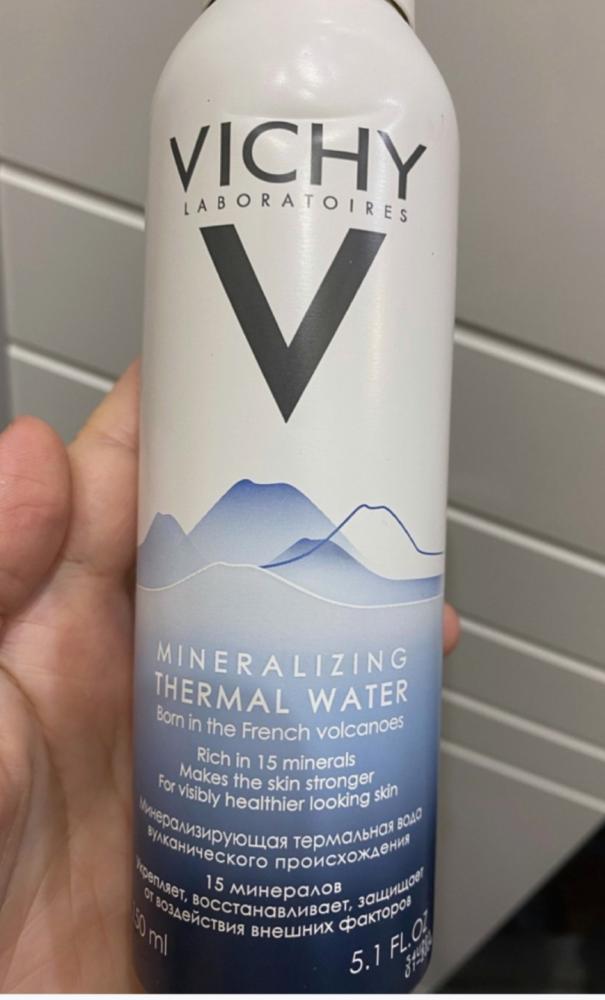 VICHY
LABORATOIRES
V
MINERALIZING
THERMAL WATER
Born in the French volcanoes
Rich in 15 minerals
Makes the skin stronger
For visibly healthier looking skin
Минерализирующая термальная вода
вулканического происхождения
15 минералов
Укрепляет, восстанавливает, защищает
от воздействия внешних факторов
50 ml
5.1 FL.OZ